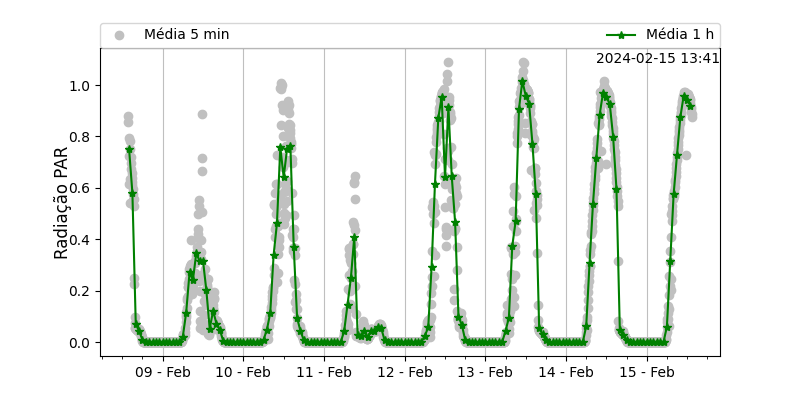 Média 5 min
Média 1 h
2024-02-15 13:41
Radiação PAR
1.0
0.8
0.6
0.4
0.2
0.0
09 - Feb
10 - Feb
11 - Feb
12 - Feb
13 - Feb
14 - Feb
15 - Feb